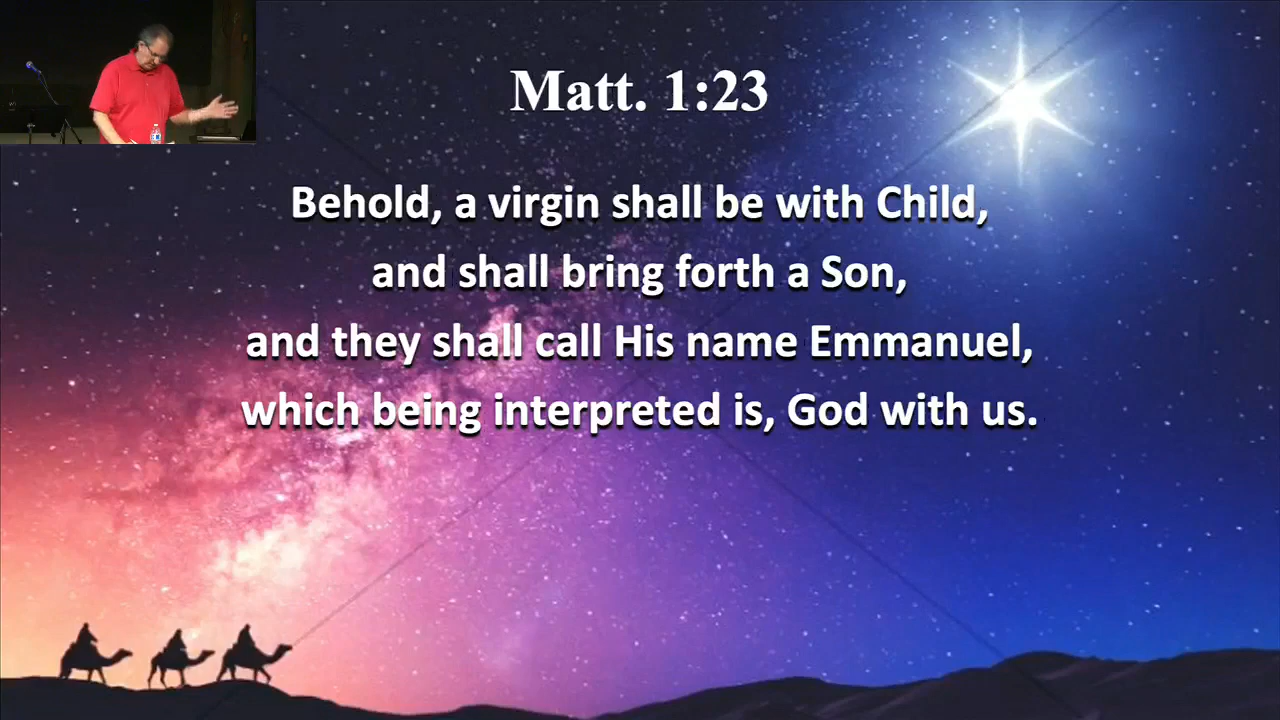 Matt. 1:23
Behold, a virgin shall be with Child,
and shall bring forth a Son,
and they shall call His name Emmanuel,
which being interpreted is, God with us.